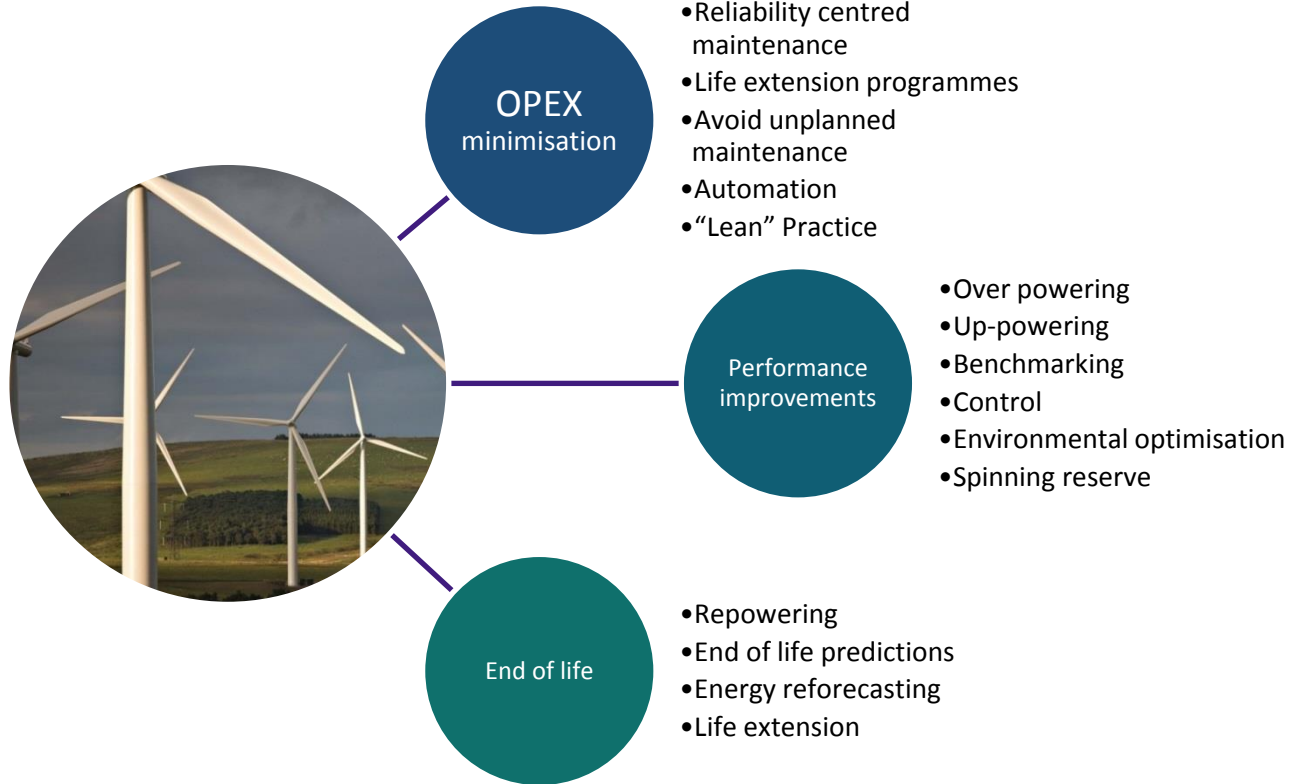 OPEX
minimisation
•Reliability centred
maintenance
•Life extension programmes
•Avoid unplanned
maintenance
•Automation
•“Lean” Practice
Performance
improvements
•Over powering
•Up-powering
•Benchmarking
•Control
•Environmental optimisation
•Spinning reserve
End of life
•Repowering
•End of life predictions
•Energy reforecasting
•Life extension